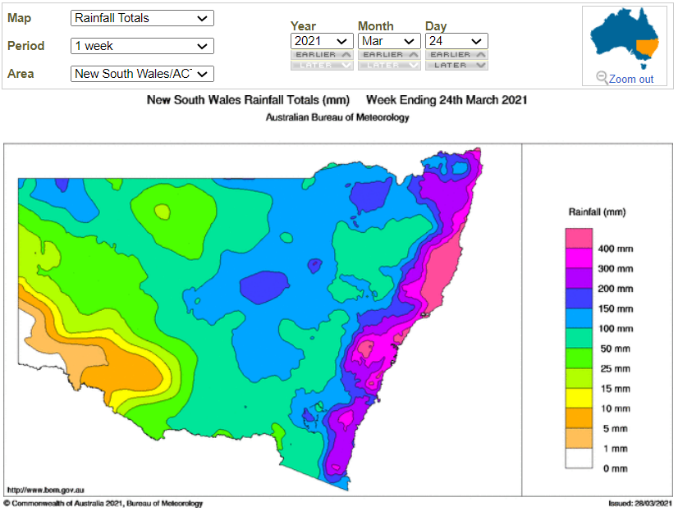 Map Rainfall Totals
Period 1 week
Area New South Wales/AC
Year Month Day
2021 Mar 24
EARLIER EARLIER EARLIER
LATER LATER LATER
Zoom out
New South Wales Rainfall Totals (mm) Week Ending 24th March 2021
Australian Bureau of Meteorology
Rainfall (mm)
400 mm
300 mm
200 mm
150 mm
100 mm
50 mm
25 mm
15 mm
10 mm
5 mm
1 mm
0 mm
http://www.bom.gov.au
© Commonwealth of Australia 2021, Bureau of Meteorology Issued: 28/03/2021